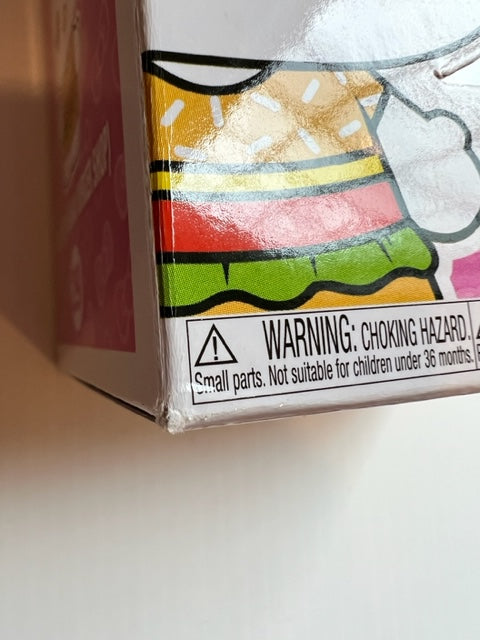 WARNING: CHOKING HAZARD.
Small parts. Not suitable for children under 36 months.